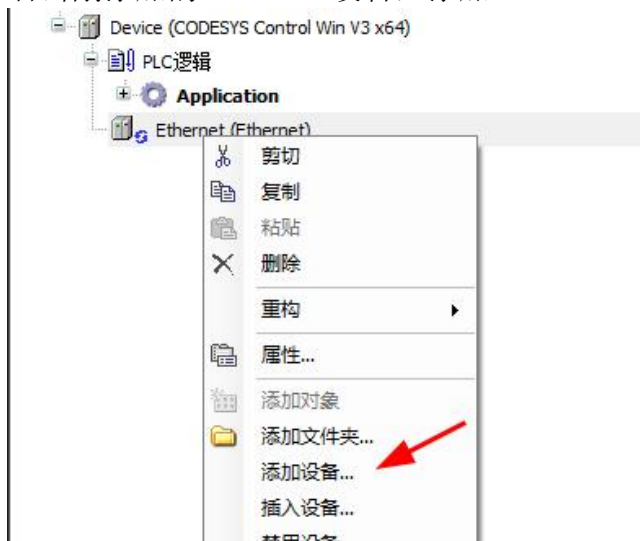 Device (CODESYS Control Win V3 x64)
PLC逻辑
Application
Ethernet (Ethernet)
剪切
复制
粘贴
删除
重构
属性...
添加对象
添加文件夹...
添加设备...
插入设备...